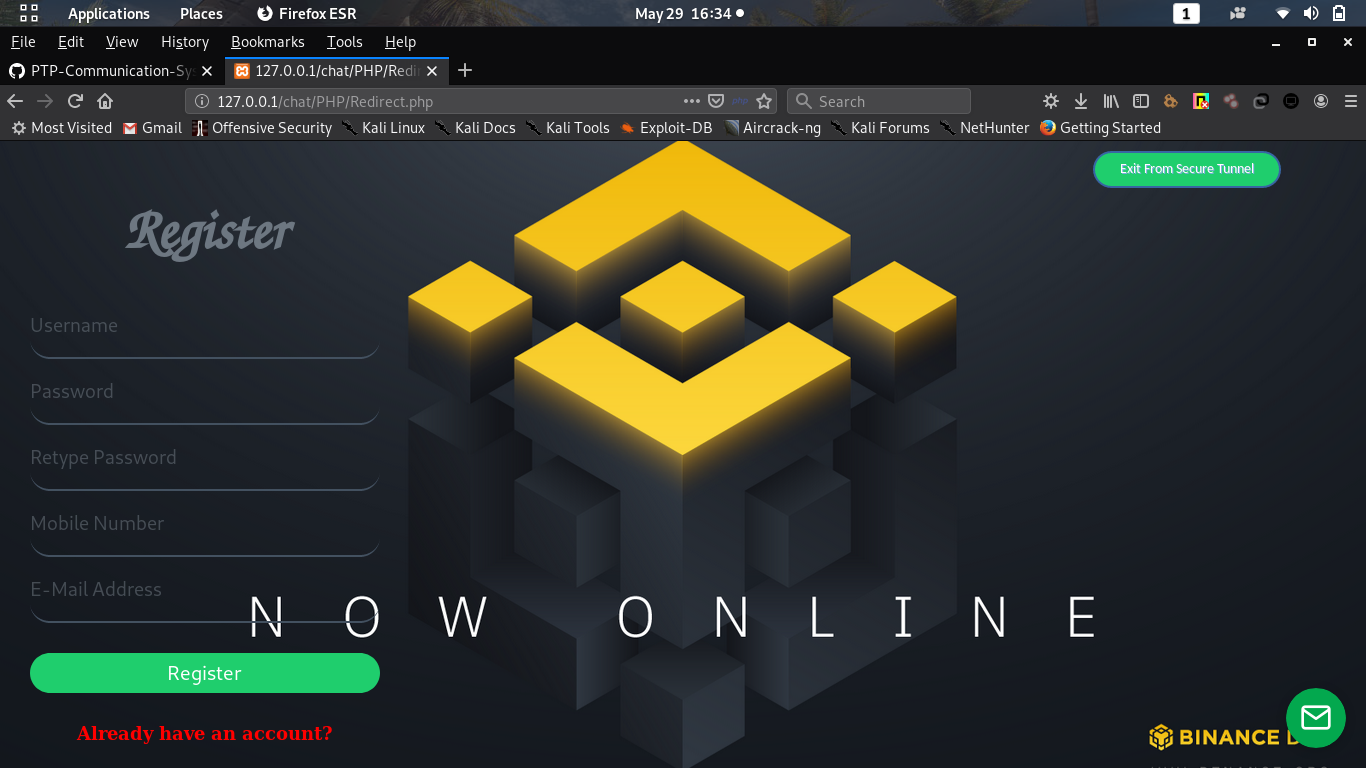 Applications Places Firefox ESR May 29 16:34 1
File Edit View History Bookmarks Tools Help
PTP-Communication-Sy 127.0.0.1/chat/PHP/Redi
127.0.0.1/chat/PHP/Redirect.php Search
Most Visited Gmail Offensive Security Kali Linux Kali Docs Kali Tools Exploit-DB Aircrack-ng Kali Forums NetHunter Getting Started
Exit From Secure Tunnel
Register
Username
Password
Retype Password
Mobile Number
E-Mail Address
NOW ONLINE
Register
Already have an account?
BINANCE D